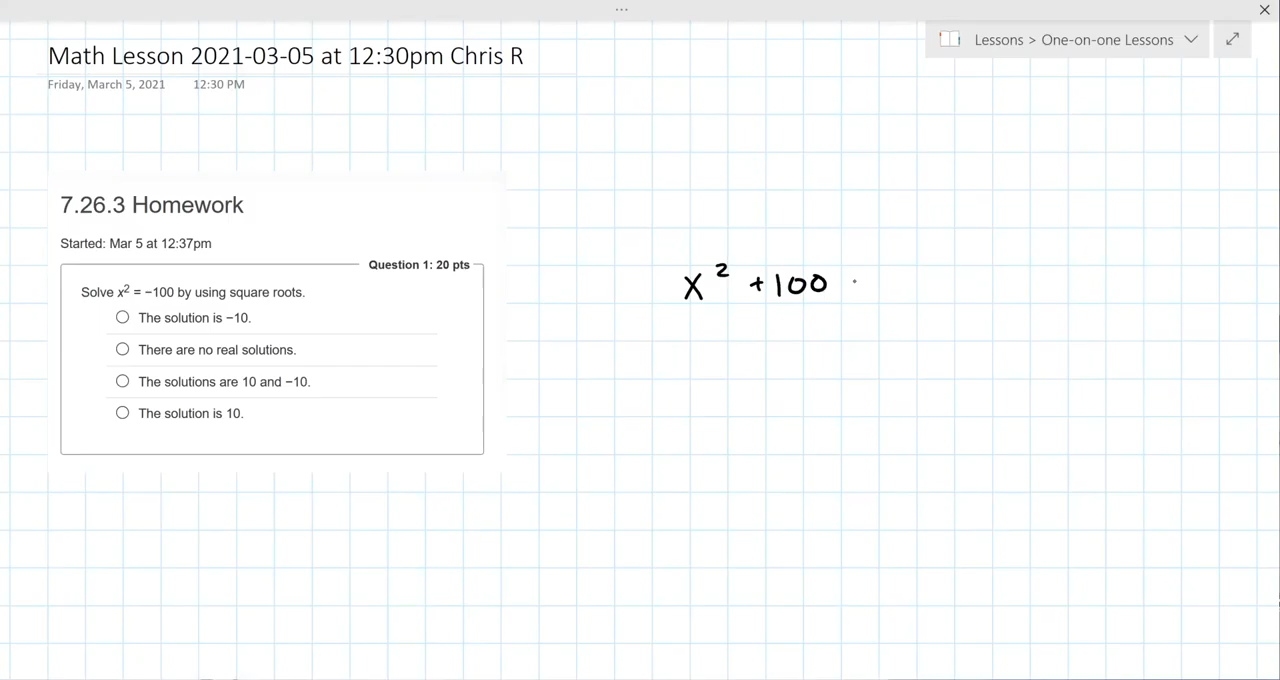 Math Lesson 2021-03-05 at 12:30pm Chris R
Lessons > One-on-one Lessons
Friday, March 5, 2021 12:30 PM
7.26.3 Homework
Started: Mar 5 at 12:37pm
Question 1: 20 pts
Solve x² = −100 by using square roots.
The solution is −10.
There are no real solutions.
The solutions are 10 and −10.
The solution is 10.
x² +100